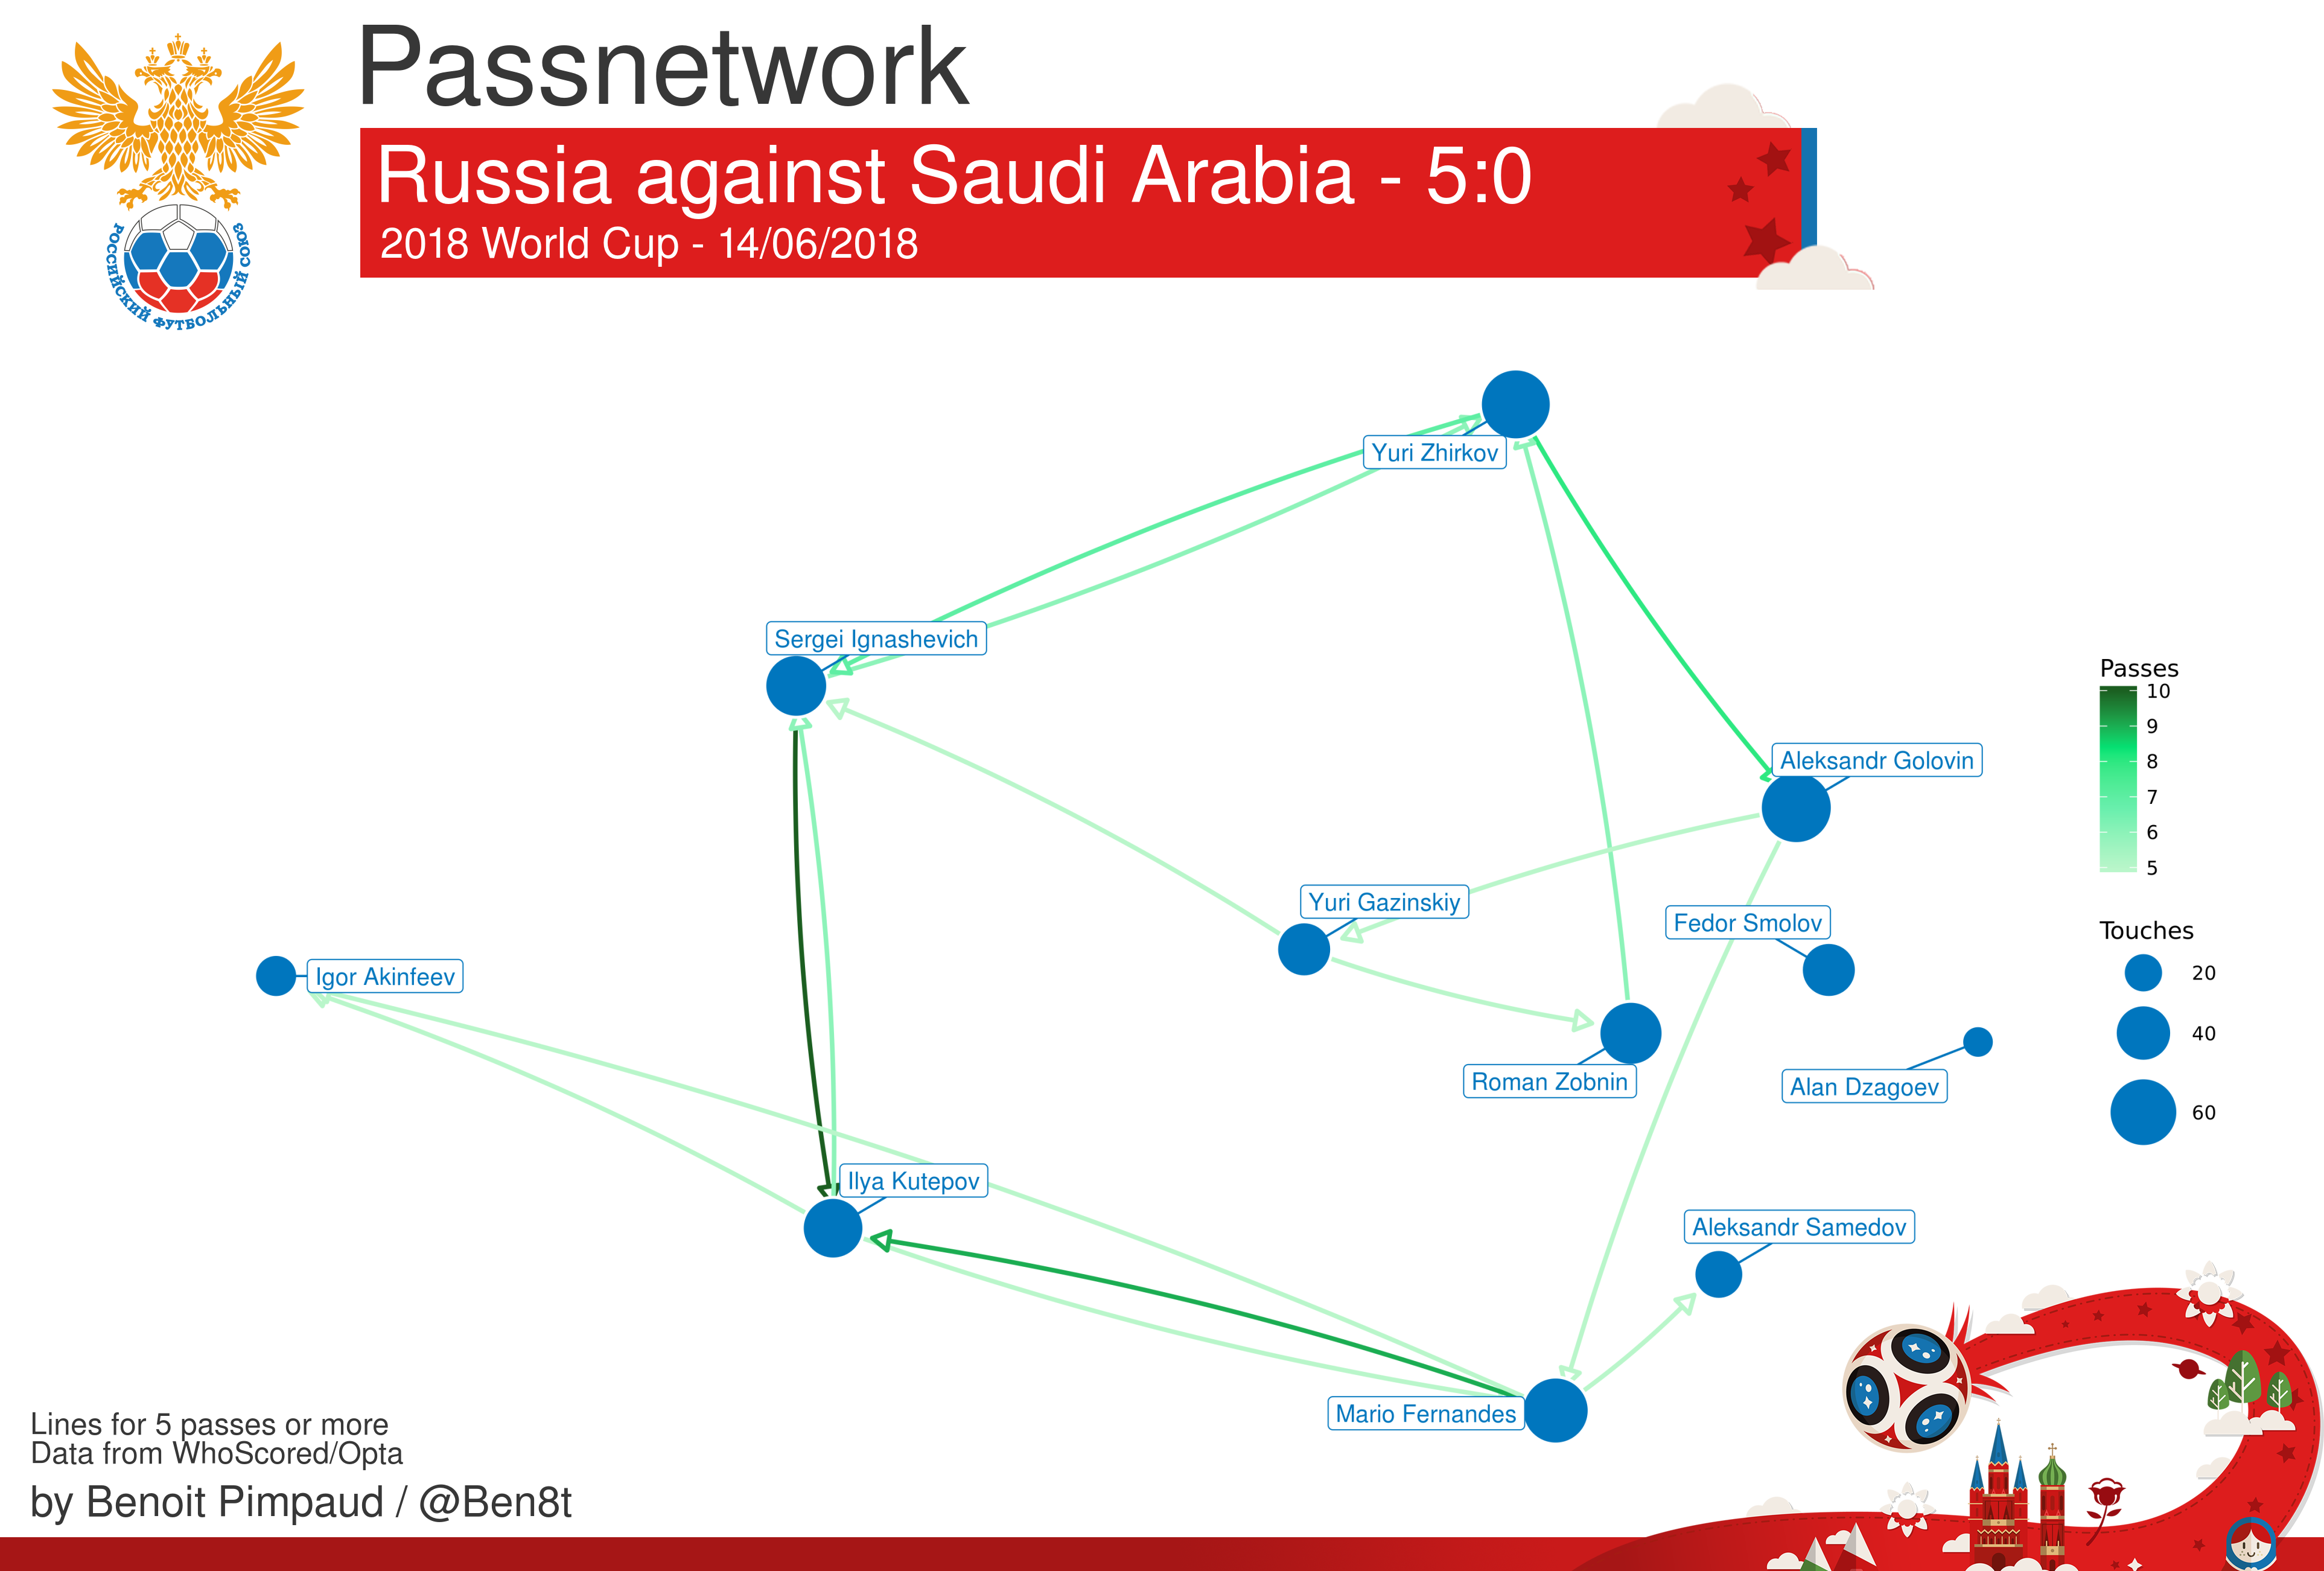 Passnetwork
Russia against Saudi Arabia - 5:0
2018 World Cup - 14/06/2018
РОССИЙСКИЙ ФУТБОЛЬНЫЙ СОЮЗ
Yuri Zhirkov
Sergei Ignashevich
Aleksandr Golovin
Yuri Gazinskiy
Fedor Smolov
Igor Akinfeev
Roman Zobnin
Alan Dzagoev
Ilya Kutepov
Aleksandr Samedov
Mario Fernandes
Passes
10
9
8
7
6
5
Touches
20
40
60
Lines for 5 passes or more
Data from WhoScored/Opta
by Benoit Pimpaud / @Ben8t